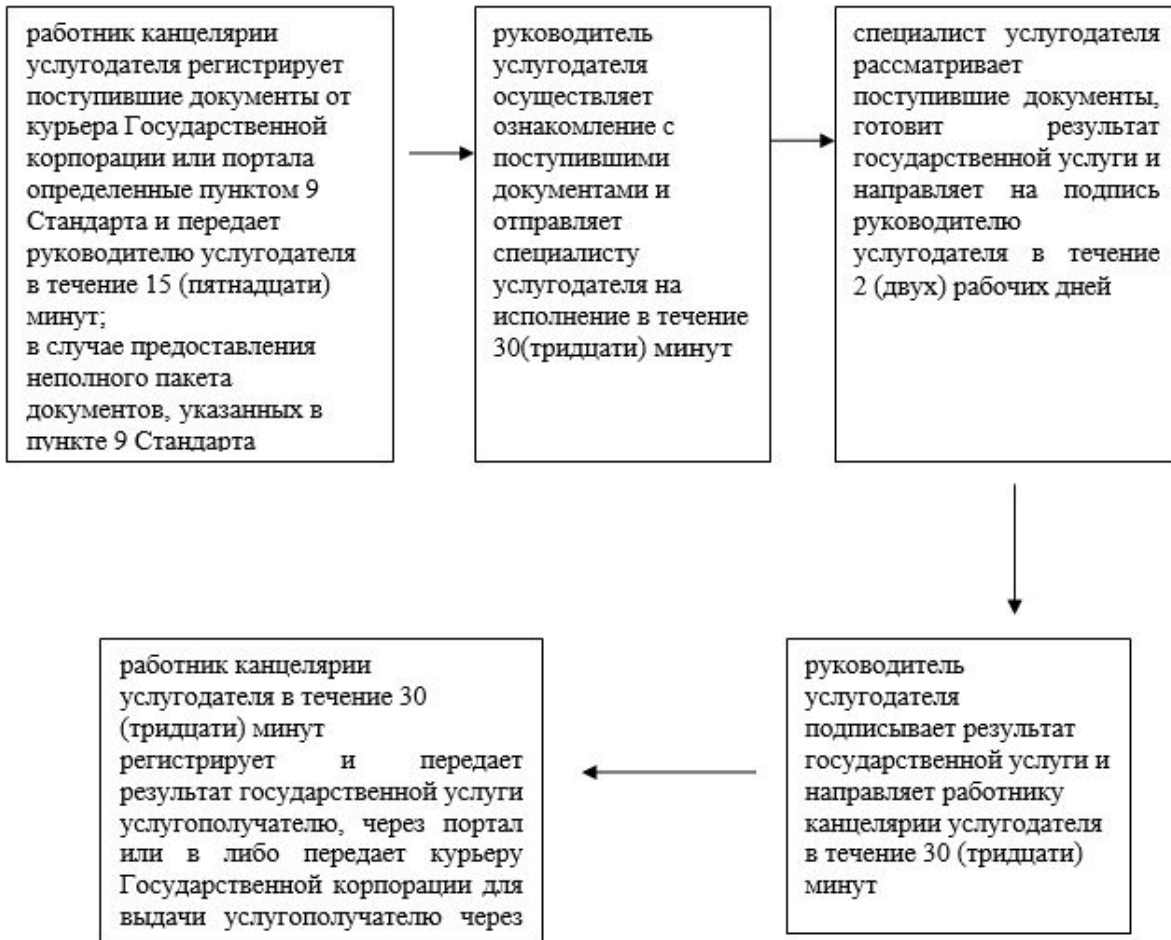 работник канцелярии
услугодателя регистрирует
поступившие документы от
курьера Государственной
корпорации или портала
определенные пунктом 9
Стандарта и передает
руководителю услугодателя
в течение 15 (пятнадцати)
минут;
в случае предоставления
неполного пакета
документов, указанных в
пункте 9 Стандарта
руководитель
услугодателя
осуществляет
ознакомление с
поступившими
документами и
отправляет
специалисту
услугодателя на
исполнение в течение
30(тридцати) минут
специалист услугодателя
рассматривает
поступившие документы,
готовит результат
государственной услуги и
направляет на подпись
руководителю
услугодателя в течение
2 (двух) рабочих дней
руководитель
услугодателя
подписывает результат
государственной услуги и
направляет работнику
канцелярии услугодателя
в течение 30 (тридцати)
минут
работник канцелярии
услугодателя в течение 30
(тридцати) минут
регистрирует и передает
результат государственной услуги
услугополучателю, через портал
или в либо передает курьеру
Государственной корпорации для
выдачи услугополучателю через